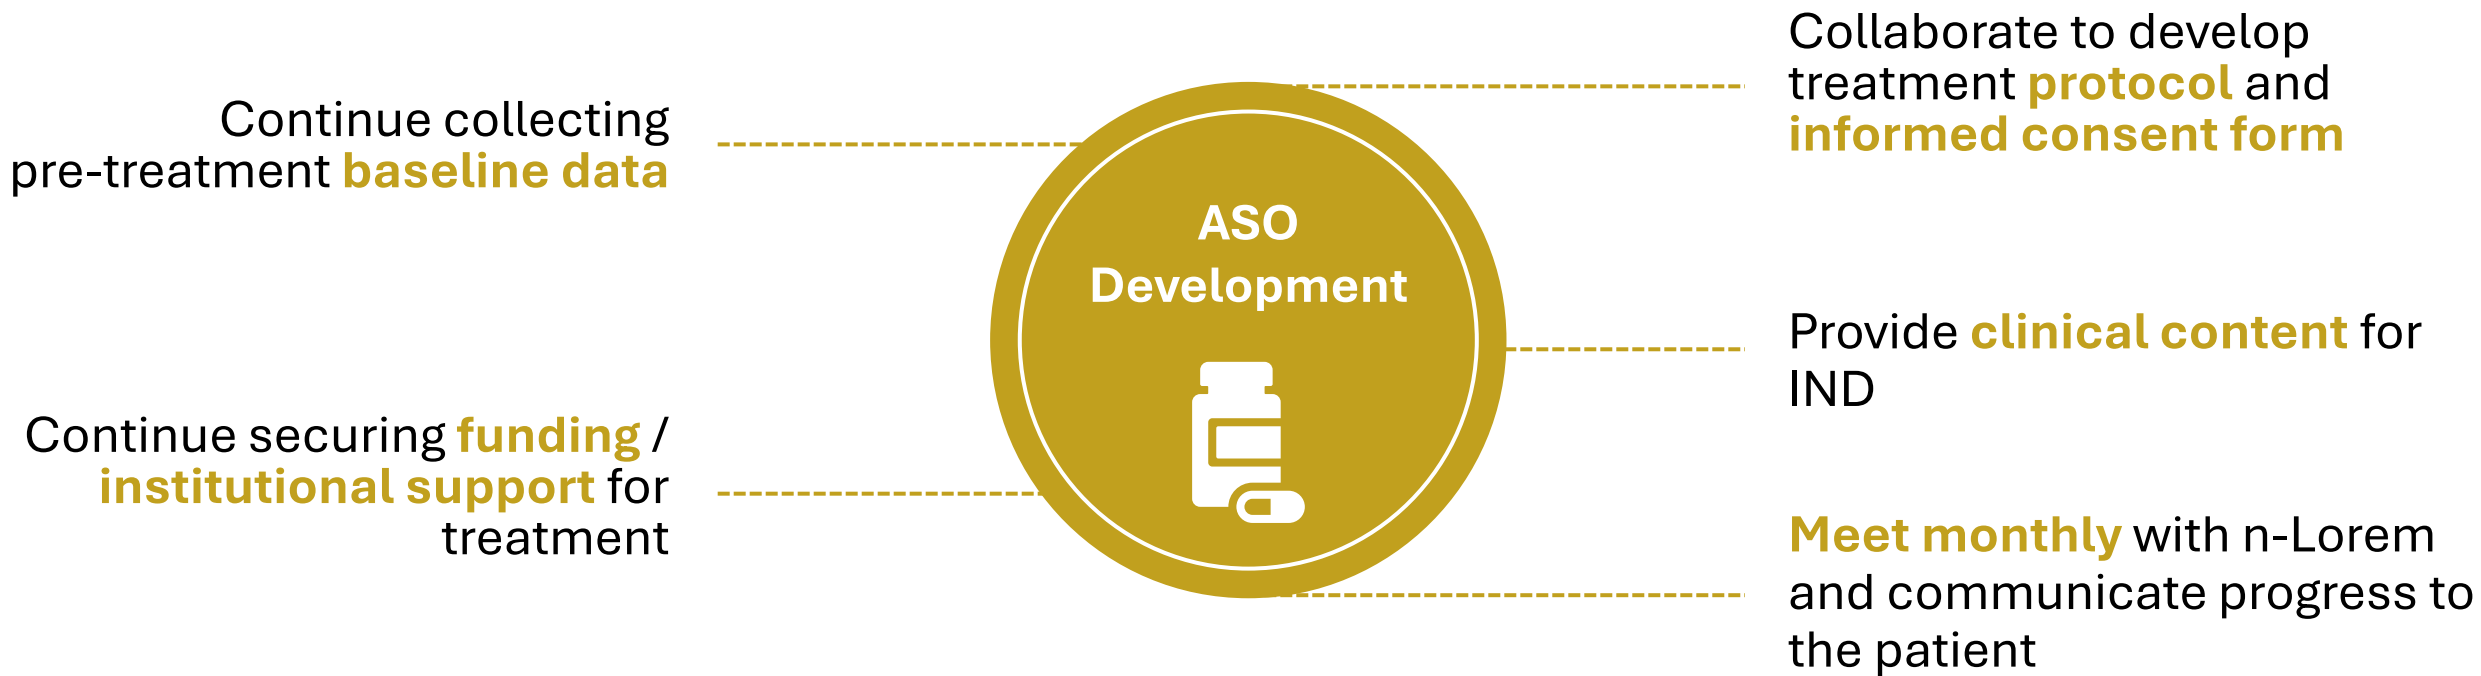 Continue collecting
pre-treatment baseline data
Continue securing funding /
institutional support for
treatment
ASO
Development
Collaborate to develop
treatment protocol and
informed consent form
Provide clinical content for
IND
Meet monthly with n-Lorem
and communicate progress to
the patient